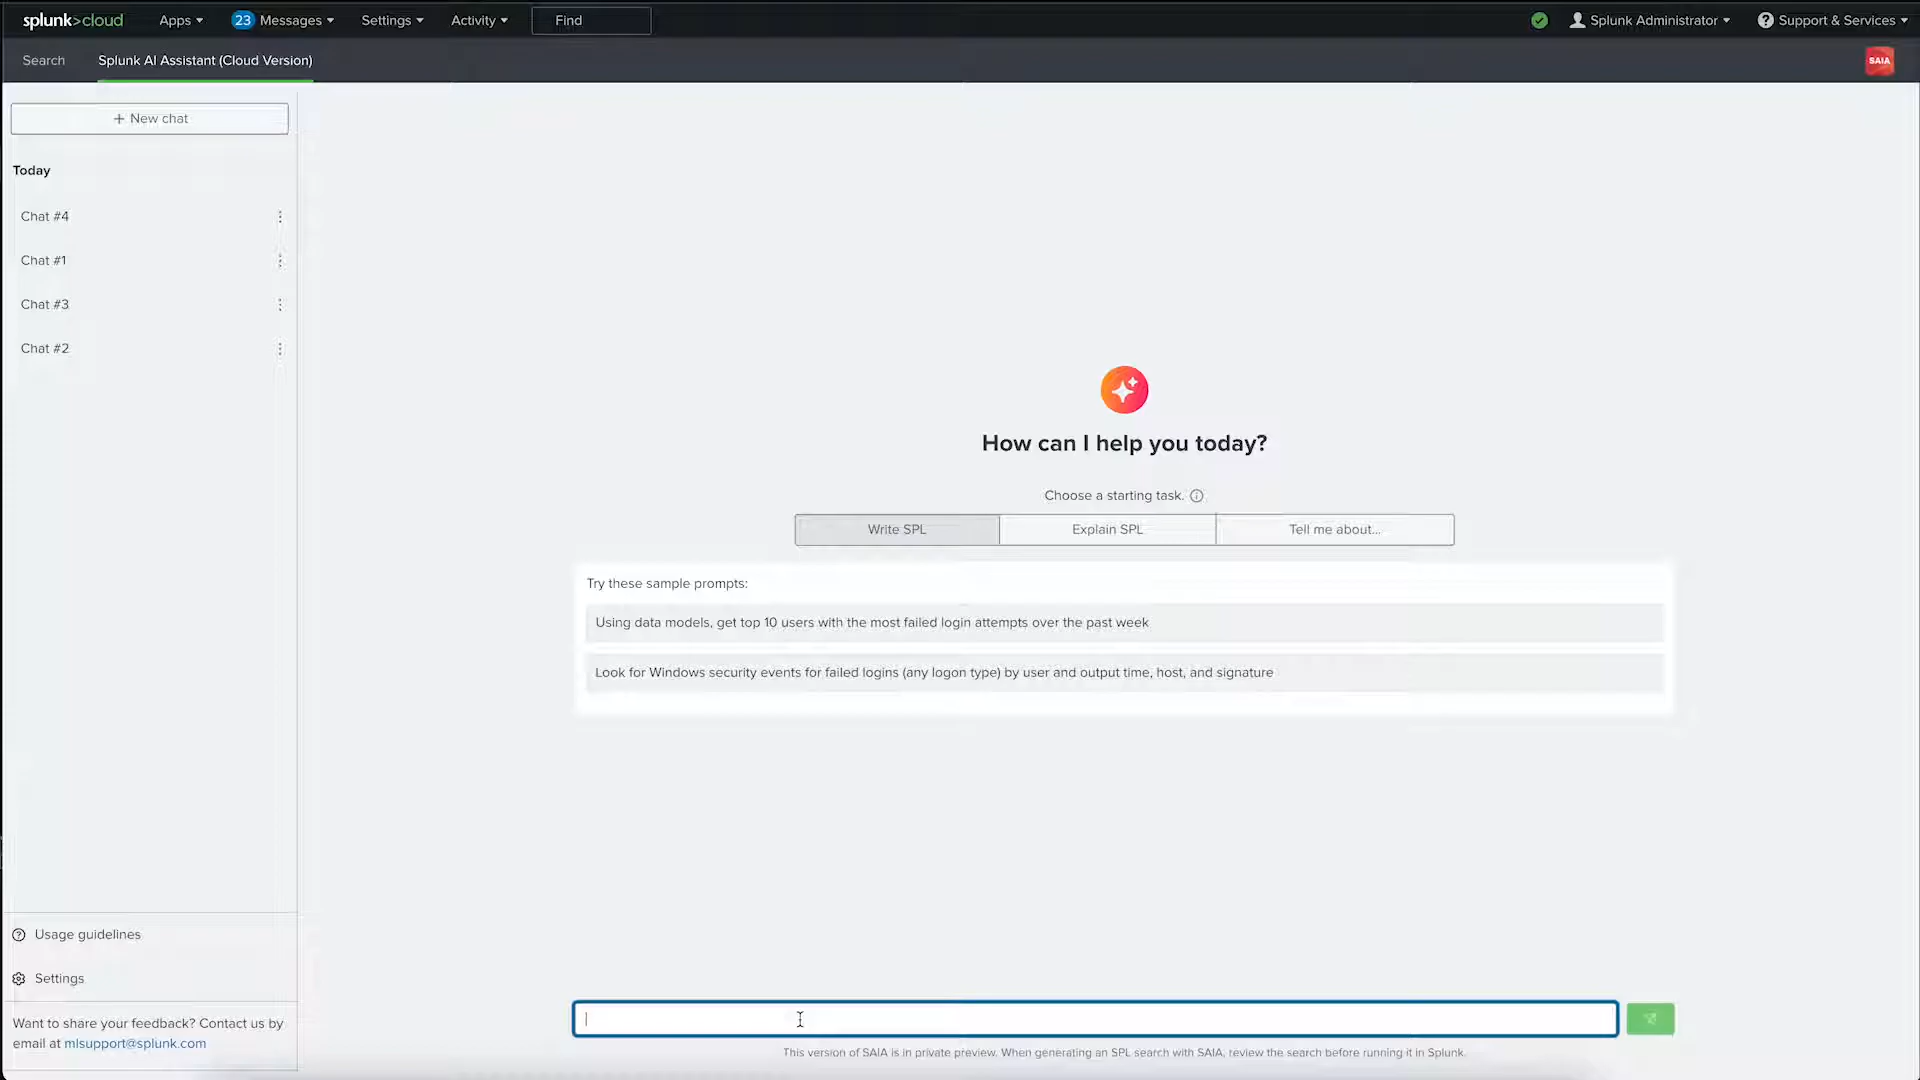 splunk>cloud Apps 23 Messages Settings Activity Find Splunk Administrator Support & Services
Search Splunk AI Assistant (Cloud Version) SAIA
+ New chat
Today
Chat #4
Chat #1
Chat #3
Chat #2
How can I help you today?
Choose a starting task.
Write SPL Explain SPL Tell me about...
Try these sample prompts:
Using data models, get top 10 users with the most failed login attempts over the past week
Look for Windows security events for failed logins (any logon type) by user and output time, host, and signature
Usage guidelines
Settings
Want to share your feedback? Contact us by
email at mlsupport@splunk.com
This version of SAIA is in private preview. When generating an SPL search with SAIA, review the search before running it in Splunk.